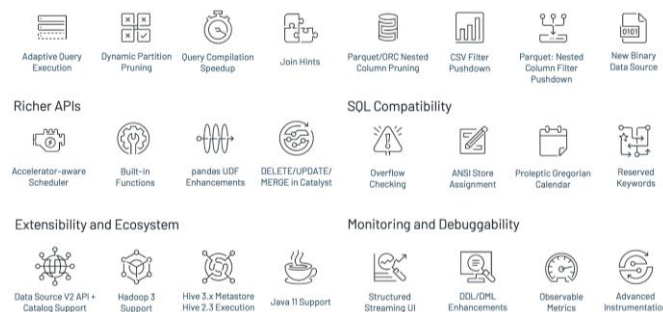 Adaptive Query
Execution
Dynamic Partition
Pruning
Query Compilation
Speedup
Join Hints
Parquet/ORC Nested
Column Pruning
CSV Filter
Pushdown
Parquet: Nested
Column Filter
Pushdown
New Binary
Data Source
0101
Richer APIs
SQL Compatibility
Accelerator-aware
Scheduler
Built-in
Functions
pandas UDF
Enhancements
DELETE/UPDATE/
MERGE in Catalyst
Overflow
Checking
ANSI Store
Assignment
Proleptic Gregorian
Calendar
Reserved
Keywords
Extensibility and Ecosystem
Monitoring and Debuggability
Data Source V2 API +
Catalog Support
Hadoop 3
Support
Hive 3.x Metastore
Hive 2.3 Execution
Java 11 Support
Structured
Streaming UI
DDL/DML
Enhancements
Observable
Metrics
Advanced
Instrumentation